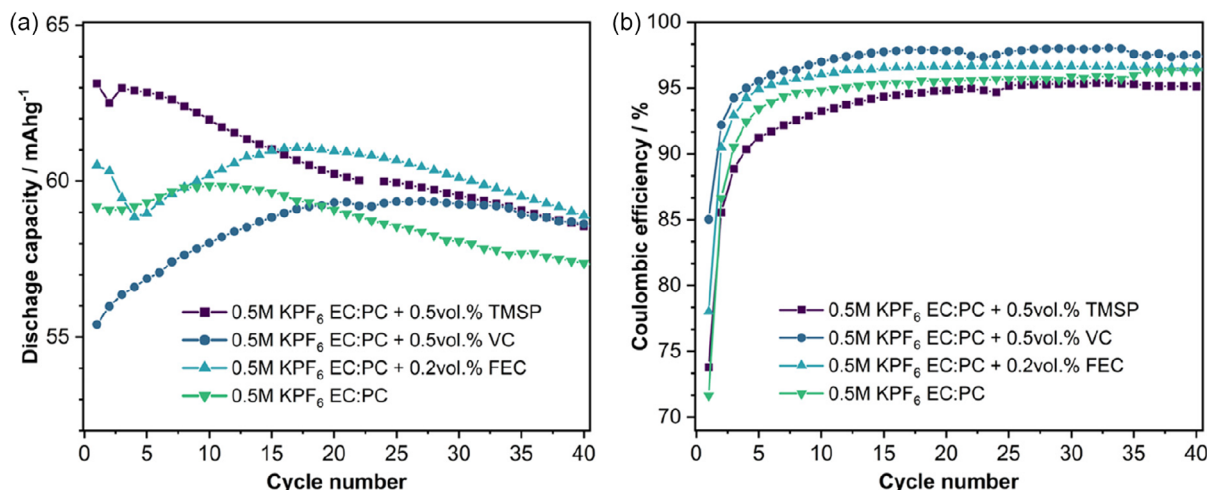 (a)
65
60
55
Dischage capacity / mAhg⁻¹
0.5M KPF₆ EC:PC + 0.5vol.% TMSP
0.5M KPF₆ EC:PC + 0.5vol.% VC
0.5M KPF₆ EC:PC + 0.2vol.% FEC
0.5M KPF₆ EC:PC
0 5 10 15 20 25 30 35 40
Cycle number
(b)
100
95
90
85
80
75
70
Coulombic efficiency / %
0.5M KPF₆ EC:PC + 0.5vol.% TMSP
0.5M KPF₆ EC:PC + 0.5vol.% VC
0.5M KPF₆ EC:PC + 0.2vol.% FEC
0.5M KPF₆ EC:PC
0 5 10 15 20 25 30 35 40
Cycle number